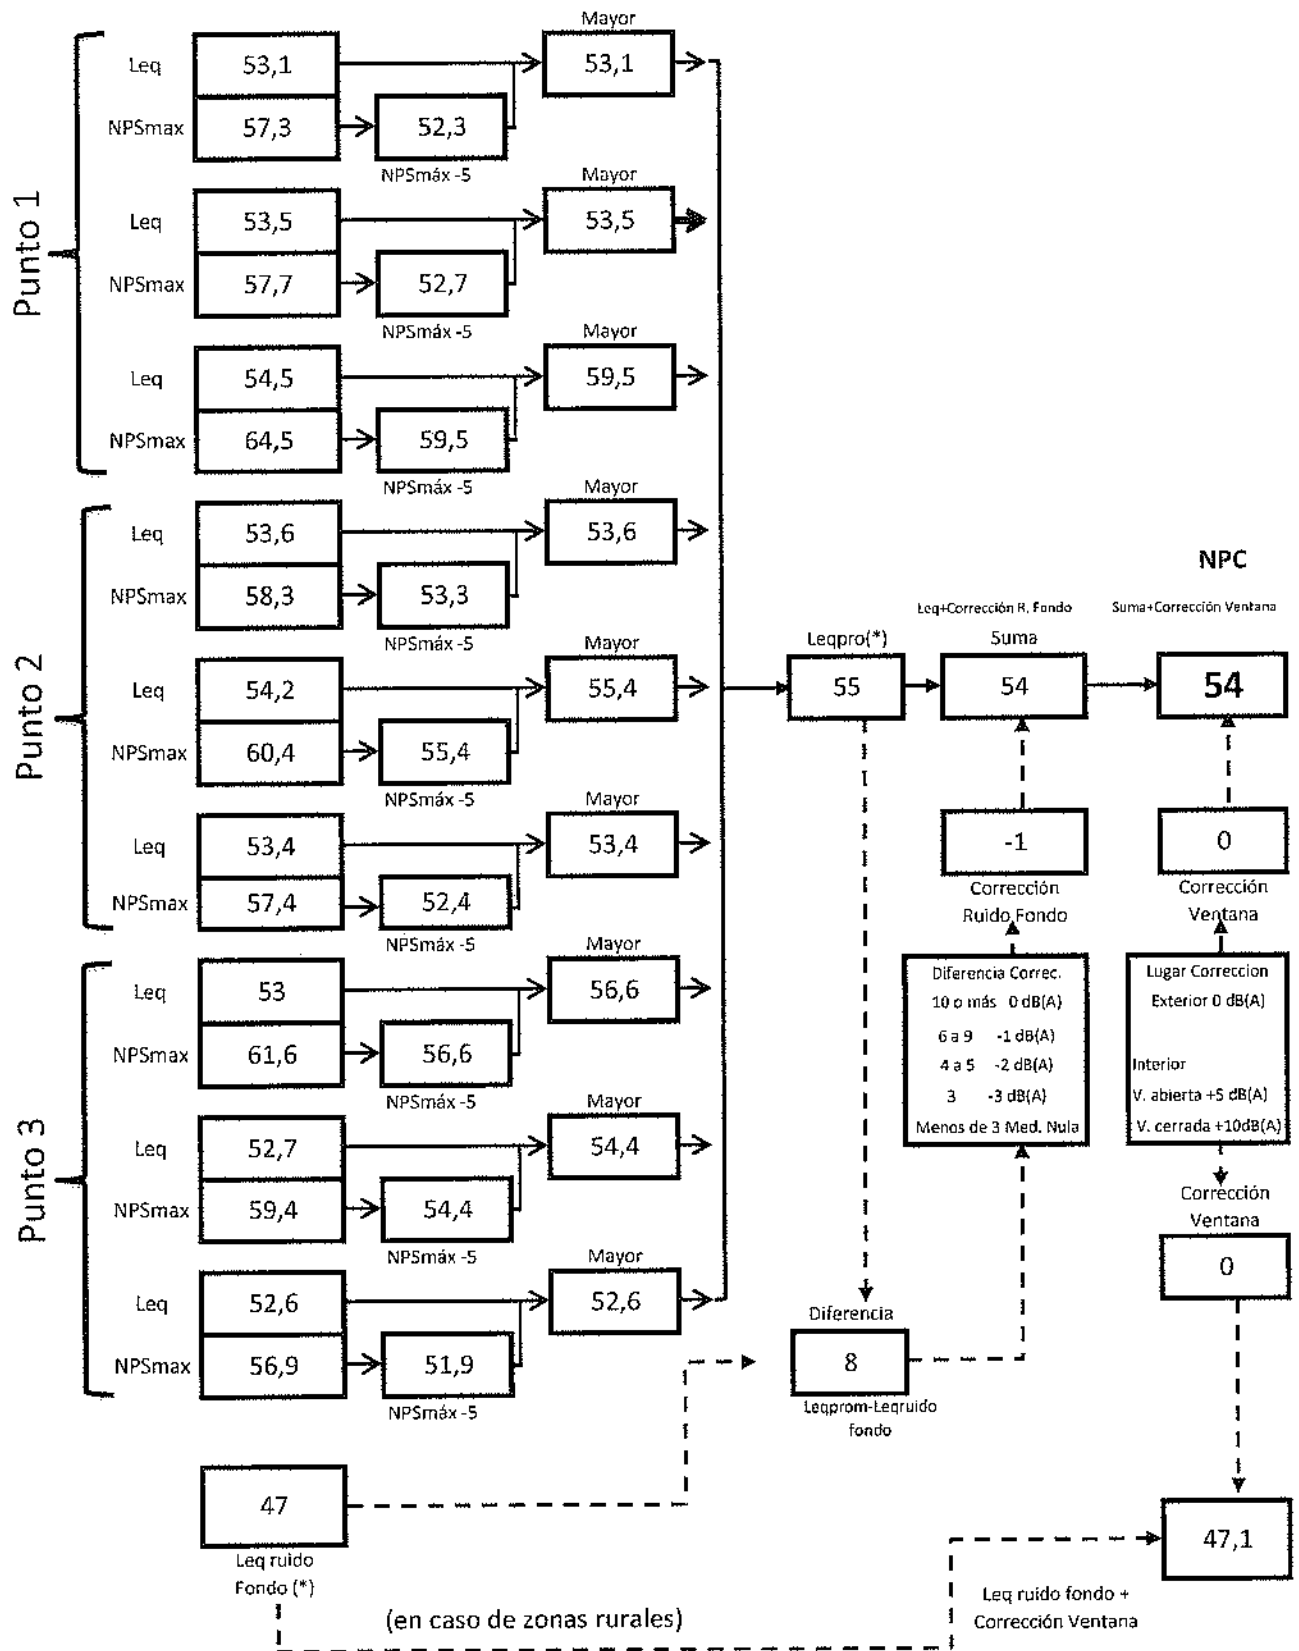 Punto 1
Mayor
Leq
53,1
53,1
NPSmax
57,3
52,3
NPSmáx -5
Mayor
Leq
53,5
53,5
NPSmax
57,7
52,7
NPSmáx -5
Mayor
Leq
54,5
59,5
NPSmax
64,5
59,5
NPSmáx -5
Punto 2
Mayor
Leq
53,6
53,6
NPSmax
58,3
53,3
NPSmáx -5
Mayor
Leq
54,2
55,4
NPSmax
60,4
55,4
NPSmáx -5
Mayor
Leq
53,4
53,4
NPSmax
57,4
52,4
NPSmáx -5
Punto 3
Mayor
Leq
53
56,6
NPSmax
61,6
56,6
NPSmáx -5
Mayor
Leq
52,7
54,4
NPSmax
59,4
54,4
NPSmáx -5
Mayor
Leq
52,6
52,6
NPSmax
56,9
51,9
NPSmáx -5
47
Leq ruido
Fondo (*)
(en caso de zonas rurales)
Leqpro(*)
55
Leq+Corrección R. Fondo
Suma
54
NPC
Suma+Corrección Ventana
54
-1
Corrección
Ruido Fondo
0
Corrección
Ventana
Diferencia Correc.
10 o más 0 dB(A)
6 a 9 -1 dB(A)
4 a 5 -2 dB(A)
3 -3 dB(A)
Menos de 3 Med. Nula
Lugar Correccion
Exterior 0 dB(A)
Interior
V. abierta +5 dB(A)
V. cerrada +10dB(A)
Corrección
Ventana
0
Diferencia
8
Leqprom-Leqruido
fondo
47,1
Leq ruido fondo +
Corrección Ventana